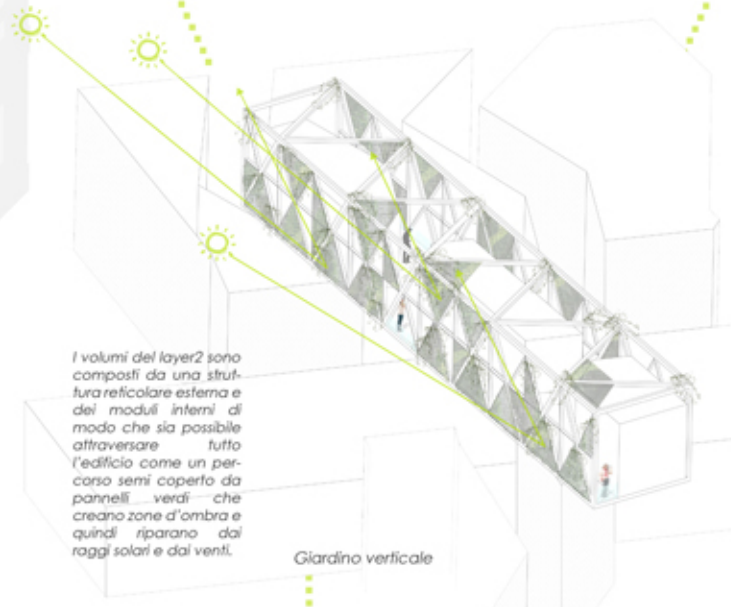 I volumi del layer2 sono
composti da una strut-
tura reticolare esterna e
dei moduli interni di
modo che sia possibile
attraversare tutto
l'edificio come un per-
corso semi coperto da
pannelli verdi che
creano zone d'ombra e
quindi riparano dai
raggi solari e dai venti.
Giardino verticale